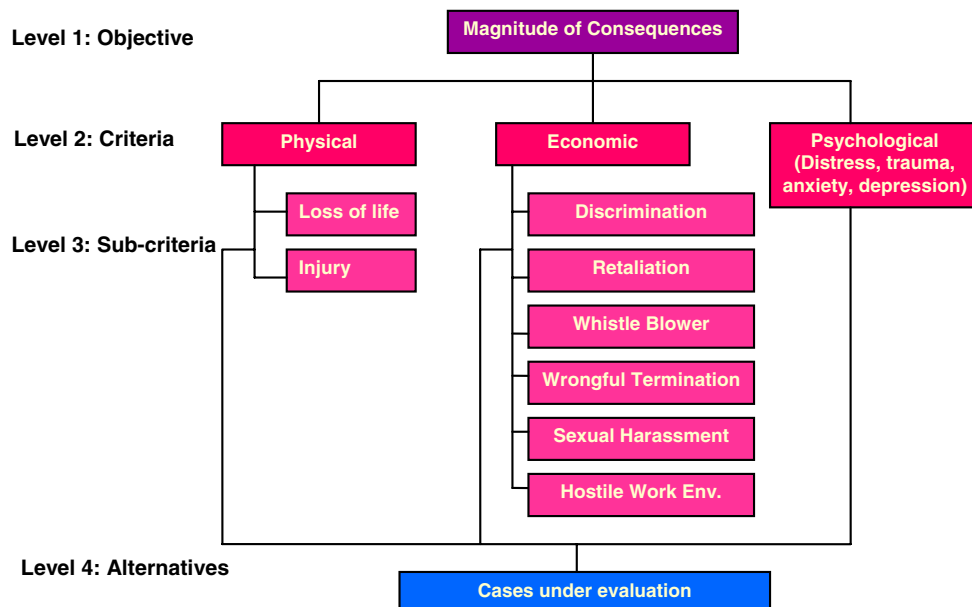 Level 1: Objective
Magnitude of Consequences
Level 2: Criteria
Physical
Economic
Psychological
(Distress, trauma,
anxiety, depression)
Level 3: Sub-criteria
Loss of life
Injury
Discrimination
Retaliation
Whistle Blower
Wrongful Termination
Sexual Harassment
Hostile Work Env.
Level 4: Alternatives
Cases under evaluation